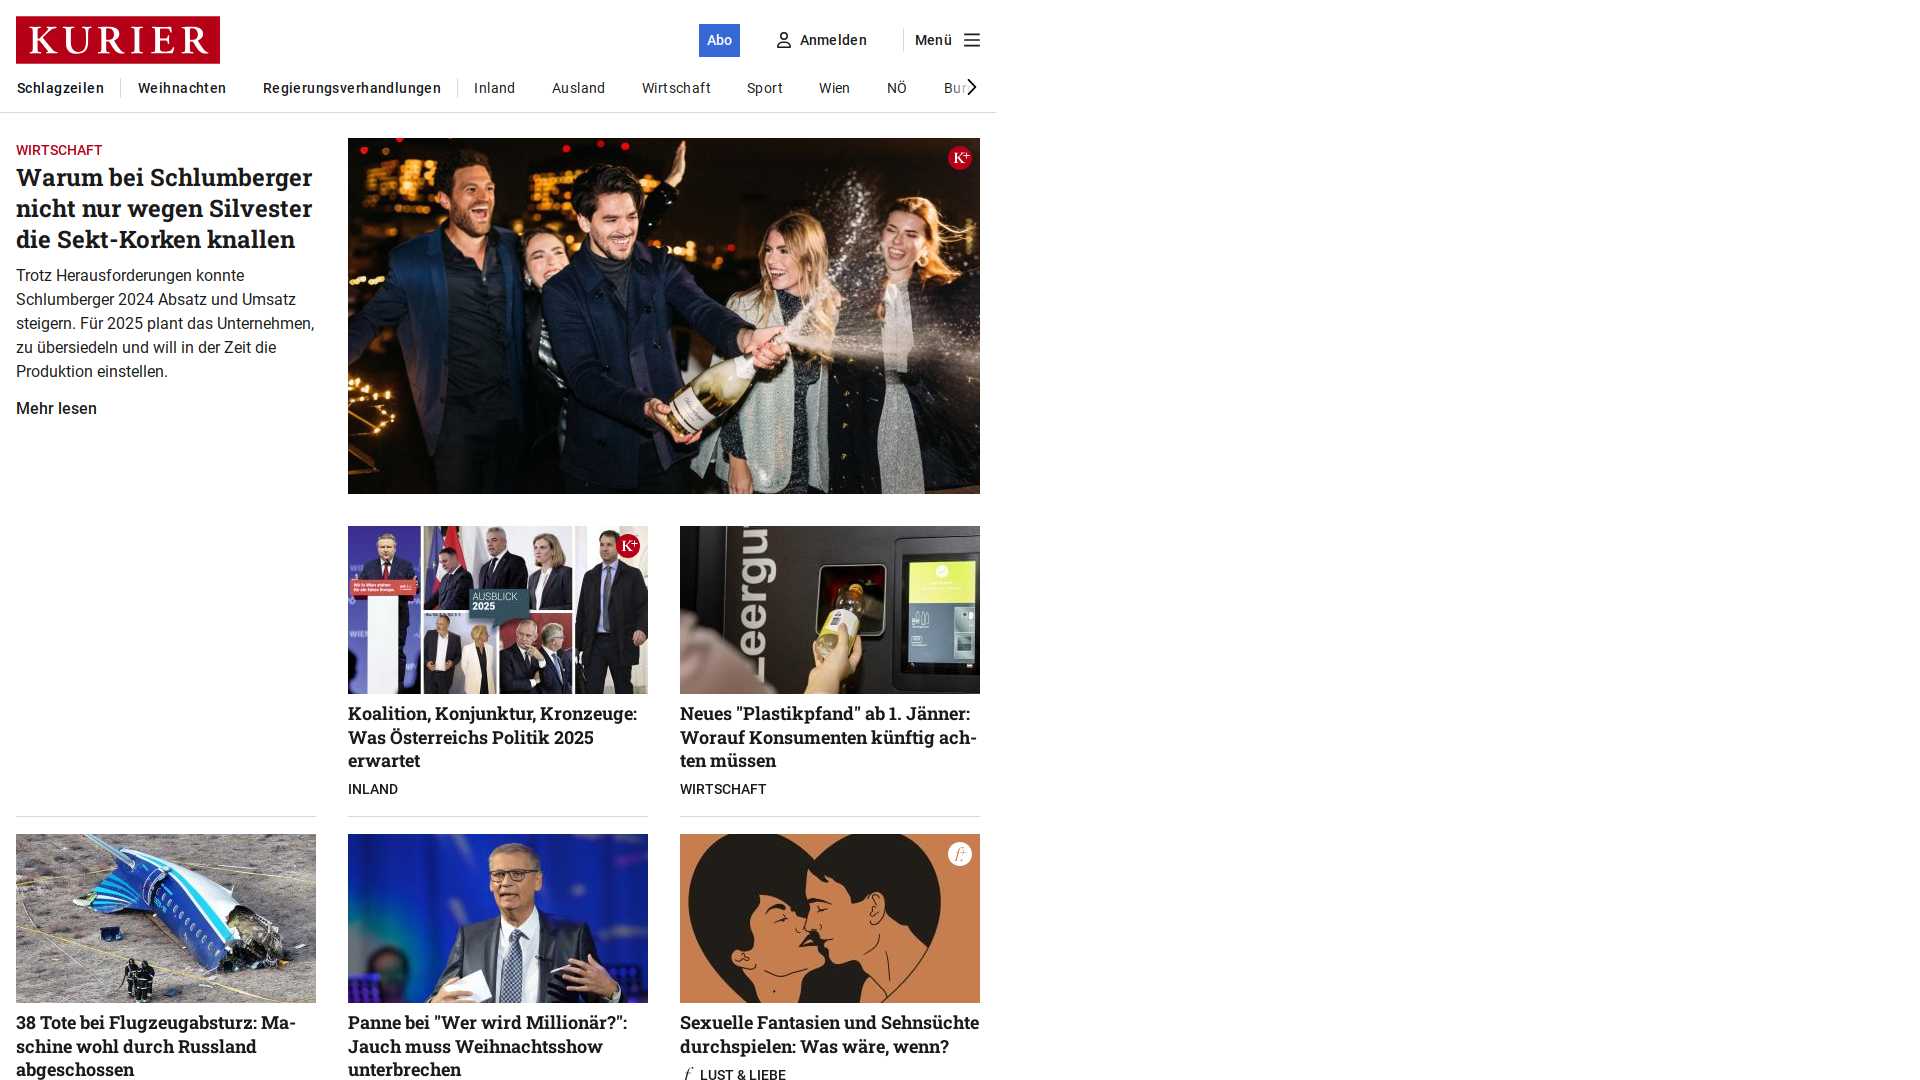 KURIER
Abo
Anmelden
Menü
Schlagzeilen
Weihnachten
Regierungsverhandlungen
Inland
Ausland
Wirtschaft
Sport
Wien
NÖ
Bur
WIRTSCHAFT
Warum bei Schlumberger
nicht nur wegen Silvester
die Sekt-Korken knallen
Trotz Herausforderungen konnte
Schlumberger 2024 Absatz und Umsatz
steigern. Für 2025 plant das Unternehmen,
zu übersiedeln und will in der Zeit die
Produktion einstellen.
Mehr lesen
K+
K+
AUSBLICK
2025
Koalition, Konjunktur, Kronzeuge:
Was Österreichs Politik 2025
erwartet
INLAND
Leergu
Neues "Plastikpfand" ab 1. Jänner:
Worauf Konsumenten künftig ach-
ten müssen
WIRTSCHAFT
38 Tote bei Flugzeugabsturz: Ma-
schine wohl durch Russland
abgeschossen
Panne bei "Wer wird Millionär?":
Jauch muss Weihnachtsshow
unterbrechen
f+
Sexuelle Fantasien und Sehnsüchte
durchspielen: Was wäre, wenn?
f LUST & LIEBE